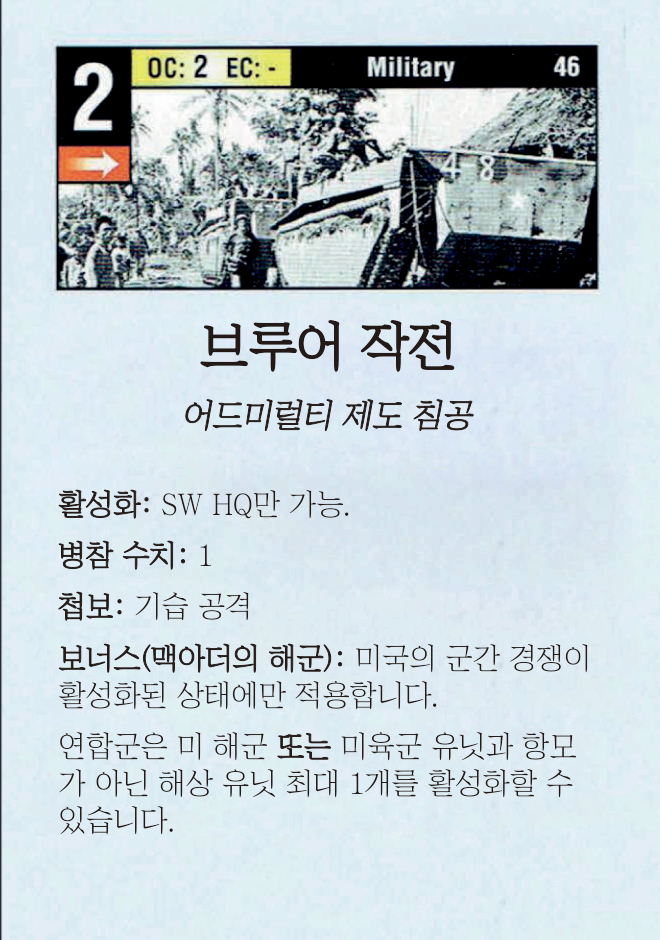 2
OC: 2 EC: - Military 46
4-8
브루어 작전
어드미럴티 제도 침공
활성화: SW HQ만 가능.
병참 수치: 1
첩보: 기습 공격
보너스(맥아더의 해군): 미국의 군간 경쟁이
활성화된 상태에만 적용합니다.
연합군은 미 해군 또는 미육군 유닛과 항모
가 아닌 해상 유닛 최대 1개를 활성화할 수
있습니다.